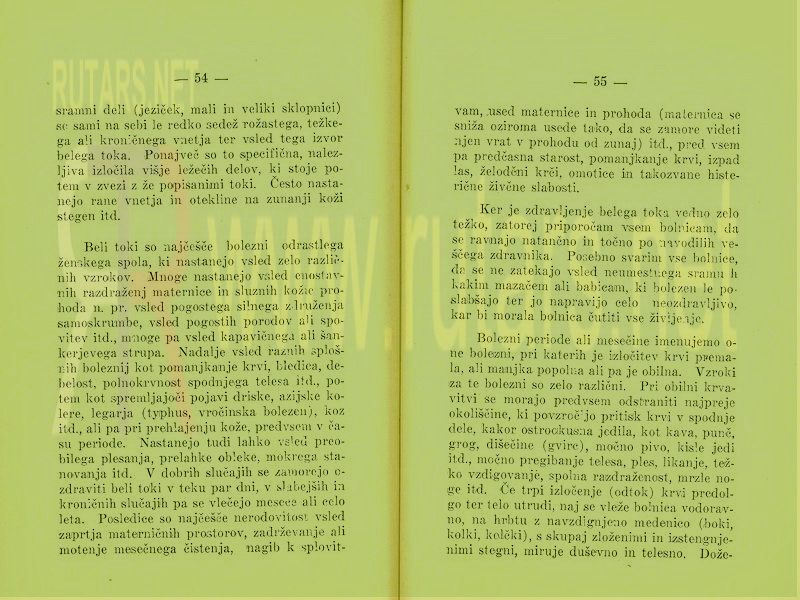 — 54 —
sramni deli (jeziček, mali in veliki sklopnici)
se sami na sebi le redko sedež rožastega, težke-
ga ali kroničnega vnetja ter vsled tega izvor
belega toka. Ponajveč so to specifična, nalez-
ljiva izločila višje ležečih delov, ki stoje po-
tem v zvezi z že popisanimi toki. Često nasta-
nejo rane vnetja in otekline na zunanji koži
stegen itd.
Beli toki so najčešče bolezni odrastlega
ženskega spola, ki nastanejo vsled zelo različ-
nih vzrokov. Mnoge nastanejo vsled enostav-
nih razdraženj maternice in sluznih kožic pro-
hoda n. pr. vsled pogostega silnega združenja
samoskrumbe, vsled pogostih porodov ali spo-
vitev itd., mnoge pa vsled kapavičnega ali šan-
kerjevega strupa. Nadalje vsled raznih sploš-
nih boleznij kot pomanjkanje krvi, bledica, de-
belost, polnokrvnost spodnjega telesa itd., po-
tem kot spremljajoči pojavi driske, azijske ko-
lere, legarja (typhus, vročinska bolezen), koz
itd., ali pa pri prehlajenju kože, predvsem v ča-
su periode. Nastanejo tudi lahko vsled preo-
bilega plesanja, prelahke obleke, mokrega sta-
novanja itd. V dobrih slučajih se zamorejo o-
zdraviti beli toki v teku par dni, v slabejših in
kroničnih slučajih pa se vlečejo mesece ali celo
leta. Posledice so najčešče nerodovitost vsled
zaprtja materničnih prostorov, zadrževanje ali
motenje mesečnega čistenja, nagib k splovit-
— 55 —
vam, used maternice in prohoda (maternica se
sniža oziroma usede tako, da se zamore videti
njen vrat v prohodu od zunaj) itd., pred vsem
pa predčasna starost, pomanjkanje krvi, izpad
las, želodčni krči, omotice in takozvane histe-
rične živčne slabosti.
Ker je zdravljenje belega toka vedno zelo
težko, zatorej priporočam vsem bolnicam, da
se ravnajo natančno in točno po navodilih ve-
ščega zdravnika. Posebno svarim vse bolnice,
da se ne zatekajo vsled neumestnega sramu k
kakim mazačem ali babicam, ki bolezen le po-
slabšajo ter jo napravijo celo neozdravljivo,
kar bi morala bolnica čutiti vse življenje.
Bolezni periode ali mesečine imenujemo o-
ne bolezni, pri katerih je izločitev krvi prema-
la, ali manjka popolna ali pa je obilna. Vzroki
za te bolezni so zelo različni. Pri obilni krva-
vitvi se morajo predvsem odstraniti najpreje
okoliščine, ki povzročijo pritisk krvi v spodnje
dele, kakor ostrookusna jedila, kot kava, punč,
grog, dišečine (gvirc), močno pivo, kisle jedi
itd., močno pregibanje telesa, ples, likanje, tež-
ko vzdigovanje, spolna razdraženost, mrzle no-
ge itd. Če trpi izločenje (odtok) krvi predol-
go ter telo utrudi, naj se vleže bolnica vodorav-
no, na hrbtu z navzdignjeno medenico (boki,
kolki, kolčki), s skupaj zloženimi in izstengnje-
nimi stegni, miruje duševno in telesno. Dože-
RUTARS.NET